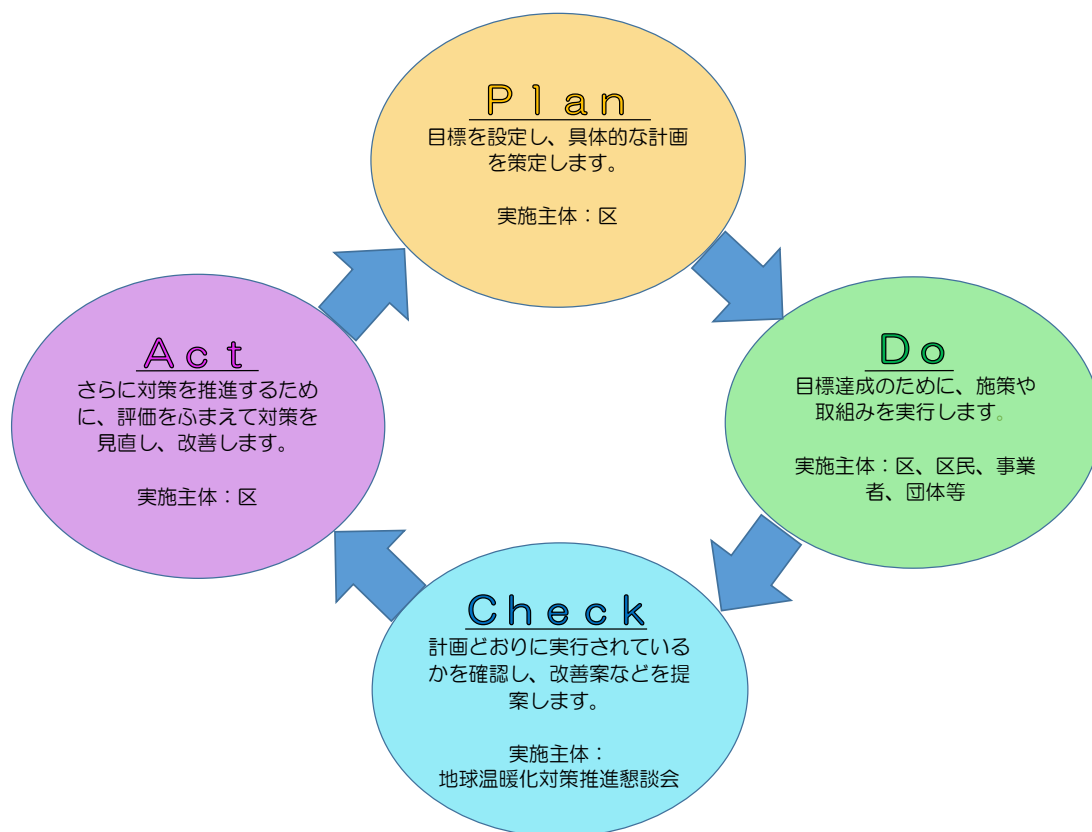 Ｐｌａｎ
目標を設定し、具体的な計画
を策定します。
実施主体：区
Ｄｏ
目標達成のために、施策や
取組みを実行します。
実施主体：区、区民、事業
者、団体等
Ｃｈｅｃｋ
計画どおりに実行されている
かを確認し、改善案などを提
案します。
実施主体：
地球温暖化対策推進懇談会
Ａｃｔ
さらに対策を推進するため
に、評価をふまえて対策を
見直し、改善します。
実施主体：区